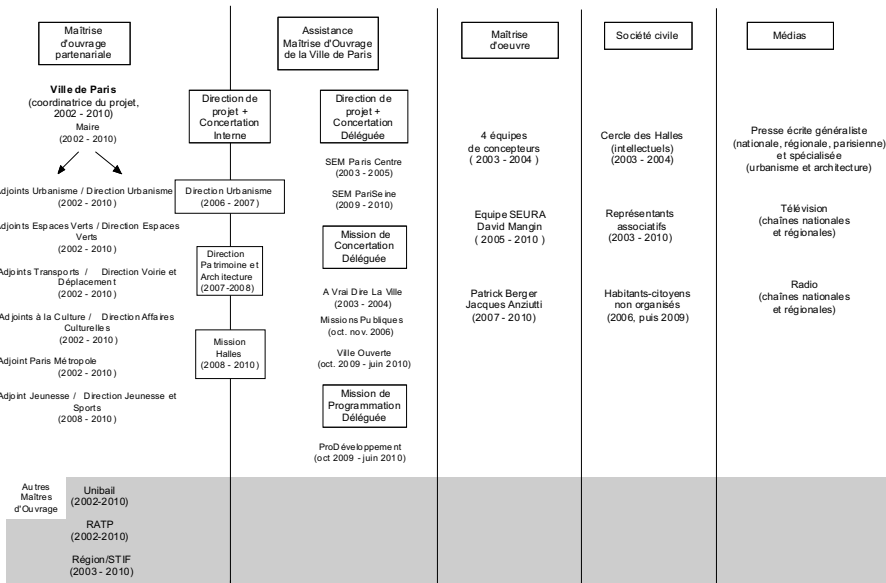 Maîtrise
d'ouvrage
partenariale
Ville de Paris
(coordinatrice du projet,
2002 - 2010)
Maire
(2002 - 2010)
Adjoints Urbanisme / Direction Urbanisme
(2002 - 2010)
Adjoints Espaces Verts / Direction Espaces
Verts
(2002 - 2010)
Adjoints Transports / Direction Voirie et
Déplacement
(2002 - 2010)
Adjoints à la Culture / Direction Affaires
Culturelles
(2002 - 2010)
Adjoint Paris Métropole
(2002 - 2010)
Adjoint Jeunesse / Direction Jeunesse et
Sports
(2008 - 2010)
Assistance
Maîtrise d'Ouvrage
de la Ville de Paris
Direction de
projet +
Concertation
Interne
Direction Urbanisme
(2006 - 2007)
Direction
Patrimoine et
Architecture
(2007-2008)
Mission
Halles
(2008 - 2010)
Direction de
projet +
Concertation
Déléguée
SEM Paris Centre
(2003 - 2005)
SEM PariSeine
(2009 - 2010)
Mission de
Concertation
Déléguée
A Vrai Dire La Ville
(2003 - 2004)
Missions Publiques
(oct. nov. 2006)
Ville Ouverte
(oct. 2009 - juin 2010)
Mission de
Programmation
Déléguée
ProDéveloppement
(oct 2009 - juin 2010)
Maîtrise
d'oeuvre
4 équipes
de concepteurs
( 2003 - 2004 )
Equipe SEURA
David Mangin
( 2005 - 2010 )
Patrick Berger
Jacques Anziutti
(2007 - 2010)
Société civile
Cercle des Halles
(intellectuels)
(2003 - 2004)
Représentants
associatifs
(2003 - 2010)
Habitants-citoyens
non organisés
(2006, puis 2009)
Médias
Presse écrite généraliste
(nationale, régionale, parisienne)
et spécialisée
(urbanisme et architecture)
Télévision
(chaînes nationales
et régionales)
Radio
(chaînes nationales
et régionales)
Autres
Maîtres
d'Ouvrage
Unibail
(2002-2010)
RATP
(2002-2010)
Région/STIF
(2003 - 2010)